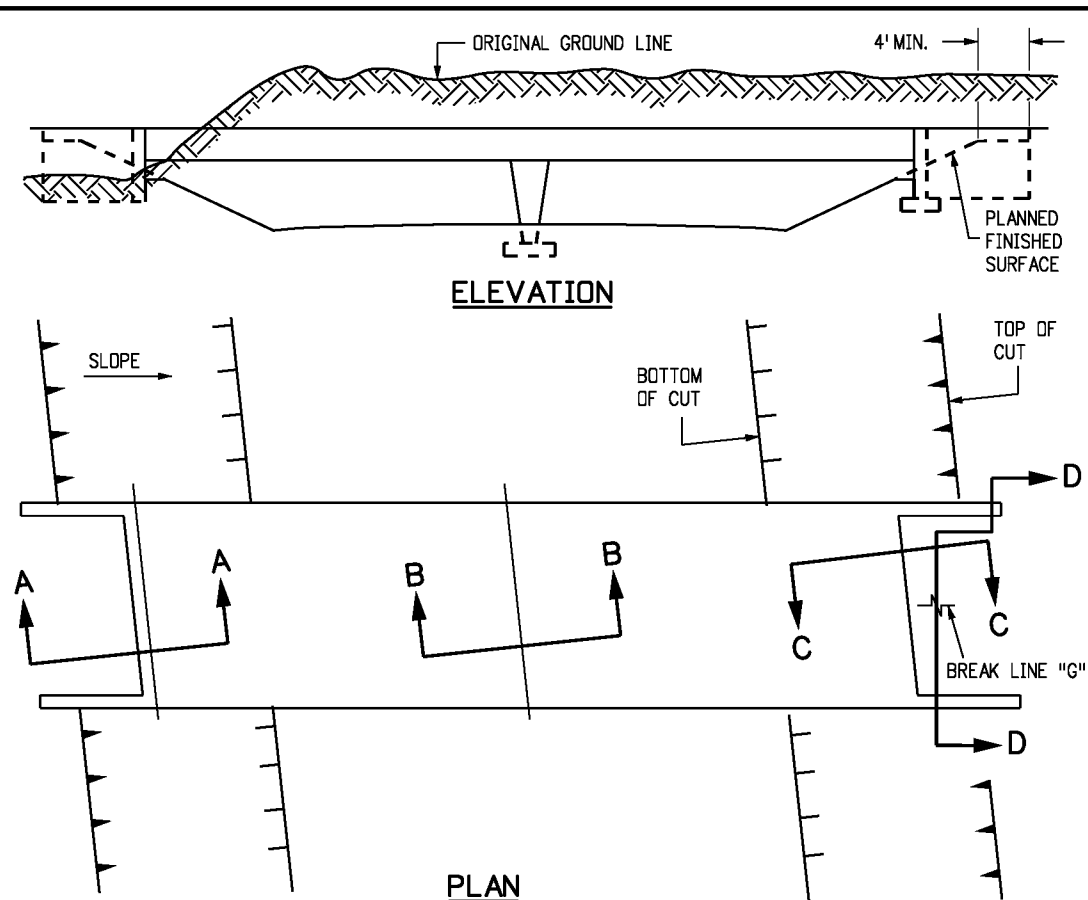 ORIGINAL GROUND LINE
4' MIN.
PLANNED
FINISHED
SURFACE
ELEVATION
SLOPE
BOTTOM
OF CUT
TOP OF
CUT
D
A
A
B
B
C
C
BREAK LINE "G"
D
PLAN